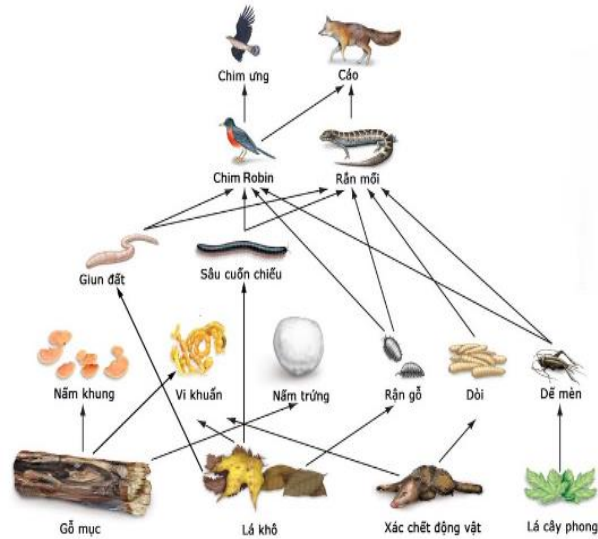 Chim ưng
Cáo
Chim Robin
Rắn mối
Giun đất
Sâu cuốn chiếu
Nấm khung
Vi khuẩn
Nấm trứng
Rận gỗ
Dòi
Dế mèn
Gỗ mục
Lá khô
Xác chết động vật
Lá cây phong